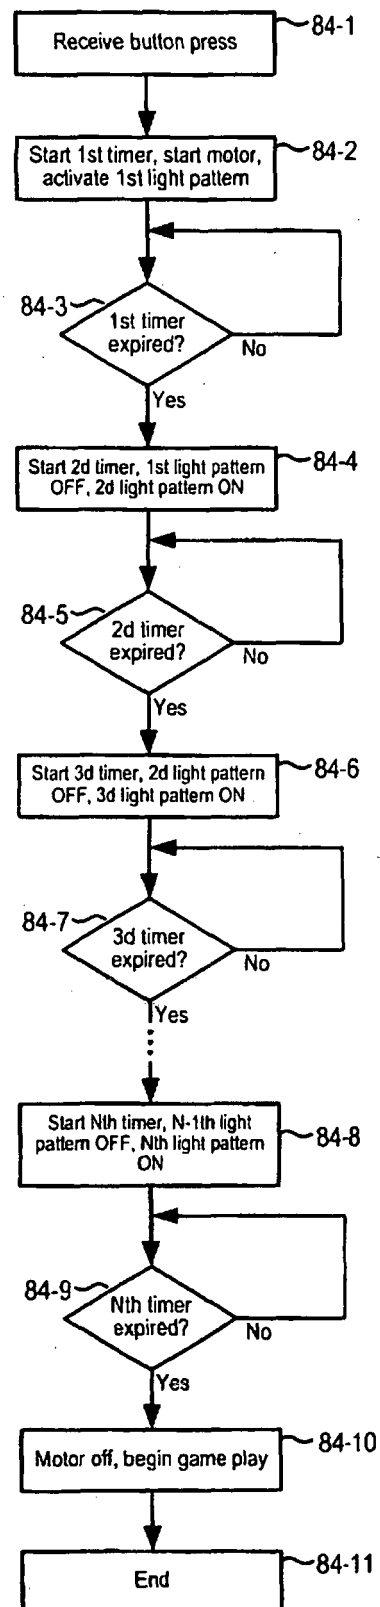 Receive button press
84-1
Start 1st timer, start motor,
activate 1st light pattern
84-2
84-3
1st timer
expired?
No
Yes
Start 2d timer, 1st light pattern
OFF, 2d light pattern ON
84-4
84-5
2d timer
expired?
No
Yes
Start 3d timer, 2d light pattern
OFF, 3d light pattern ON
84-6
84-7
3d timer
expired?
No
Yes
Start Nth timer, N-1th light
pattern OFF, Nth light pattern
ON
84-8
84-9
Nth timer
expired?
No
Yes
Motor off, begin game play
84-10
End
84-11